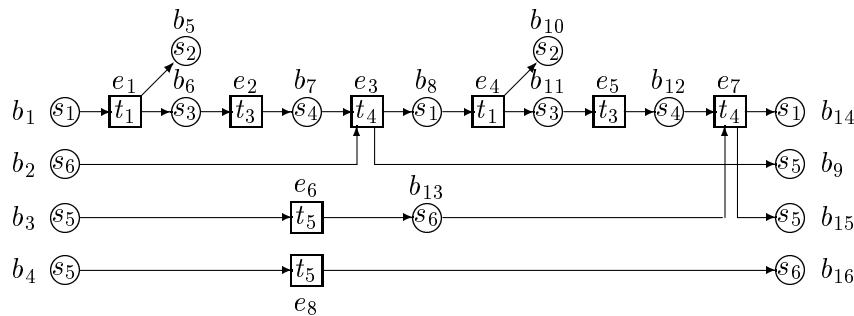 b5 b10
s2 s2
e1 b6 e2 b7 e3 b8 e4 b11 e5 b12 e7
b1 s1 t1 s3 t3 s4 t4 s1 t1 s3 t3 s4 t4 s1 b14
b2 s6 s5 b9
e6 b13
b3 s5 t5 s6 s5 b15
b4 s5 t5 s6 b16
e8